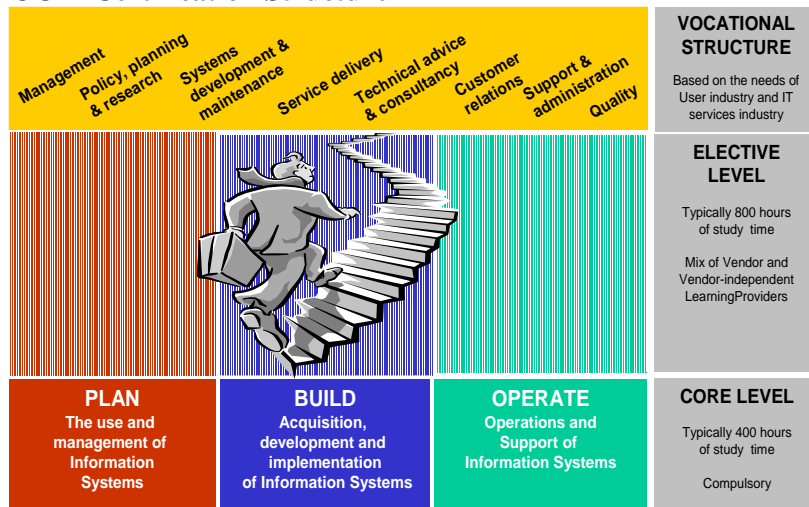 Management
Policy, planning
& research
Systems
development &
maintenance
Service delivery
Technical advice
& consultancy
Customer
relations
Support &
administration
Quality
VOCATIONAL
STRUCTURE
Based on the needs of
User industry and IT
services industry
ELECTIVE
LEVEL
Typically 800 hours
of study time
Mix of Vendor and
Vendor-independent
LearningProviders
PLAN
The use and
management of
Information
Systems
BUILD
Acquisition,
development and
implementation
of Information Systems
OPERATE
Operations and
Support of
Information Systems
CORE LEVEL
Typically 400 hours
of study time
Compulsory